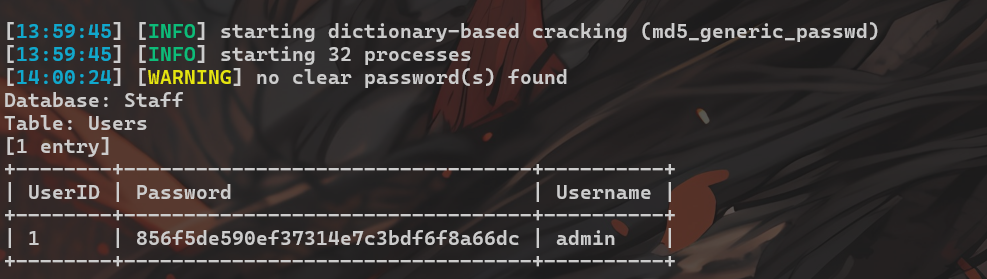 [13:59:45] [INFO] starting dictionary-based cracking (md5_generic_passwd)
[13:59:45] [INFO] starting 32 processes
[14:00:24] [WARNING] no clear password(s) found
Database: Staff
Table: Users
[1 entry]
+--------+----------------------------------+----------+
| UserID | Password                         | Username |
+--------+----------------------------------+----------+
| 1      | 856f5de590ef37314e7c3bdf6f8a66dc | admin    |
+--------+----------------------------------+----------+